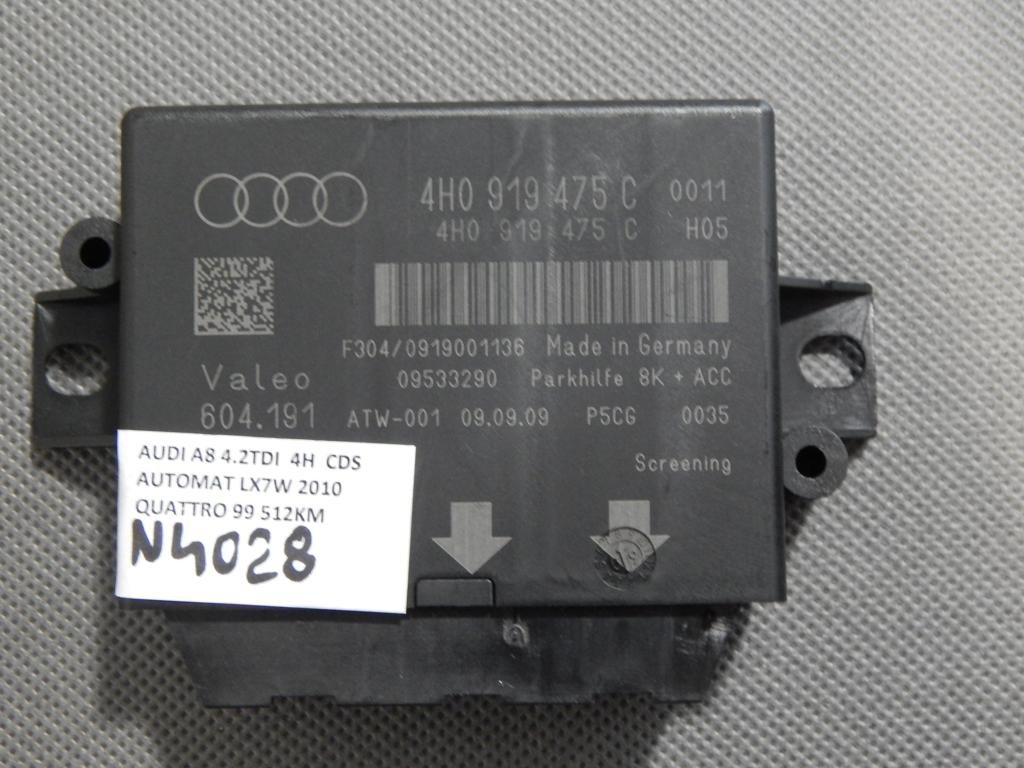 4H0 919 475 C 0011
4H0 919 475 C H05
F304/0919001136 Made in Germany
Valeo 09533290 Parkhilfe 8K + ACC
604.191 ATW-001 09.09.09 P5CG 0035
Screening
AUDI A8 4.2TDI 4H CDS
AUTOMAT LX7W 2010
QUATTRO 99 512KM
N4028